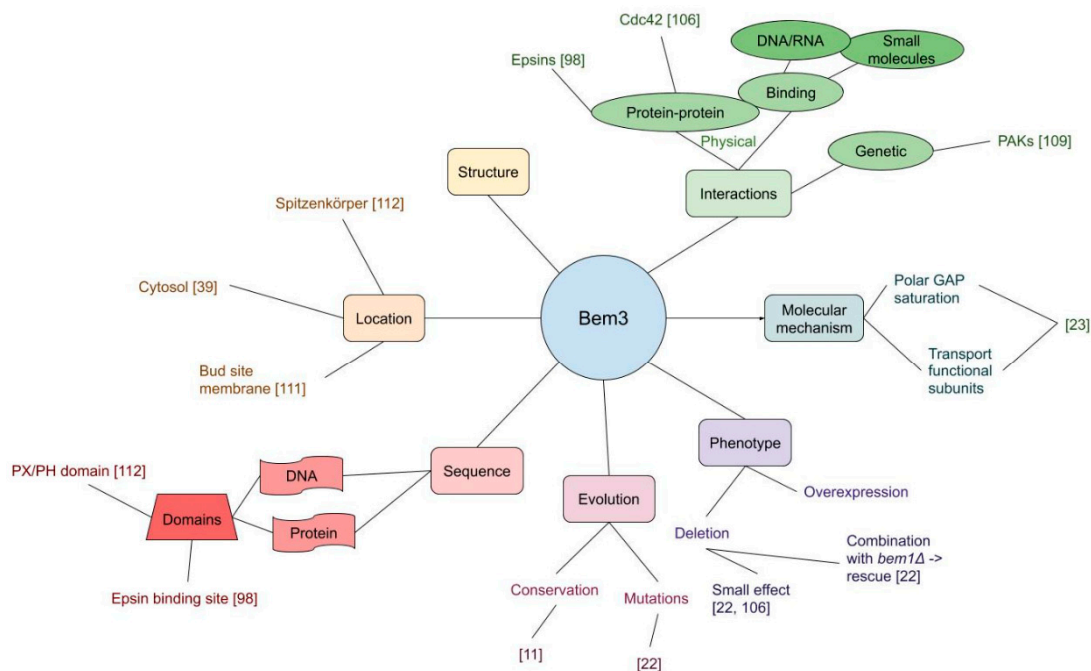 Cdc42 [106]
DNA/RNA
Small
molecules
Epsins [98]
Binding
Protein-protein
Physical
Genetic
PAKs [109]
Structure
Interactions
Spitzenkörper [112]
Cytosol [39]
Location
Bem3
Molecular
mechanism
Polar GAP
saturation
[23]
Transport
functional
subunits
Bud site
membrane [111]
Phenotype
PX/PH domain [112]
DNA
Sequence
Domains
Protein
Evolution
Overexpression
Deletion
Combination
with bem1Δ ->
rescue [22]
Epsin binding site [98]
Conservation
Mutations
Small effect
[22, 106]
[11]
[22]